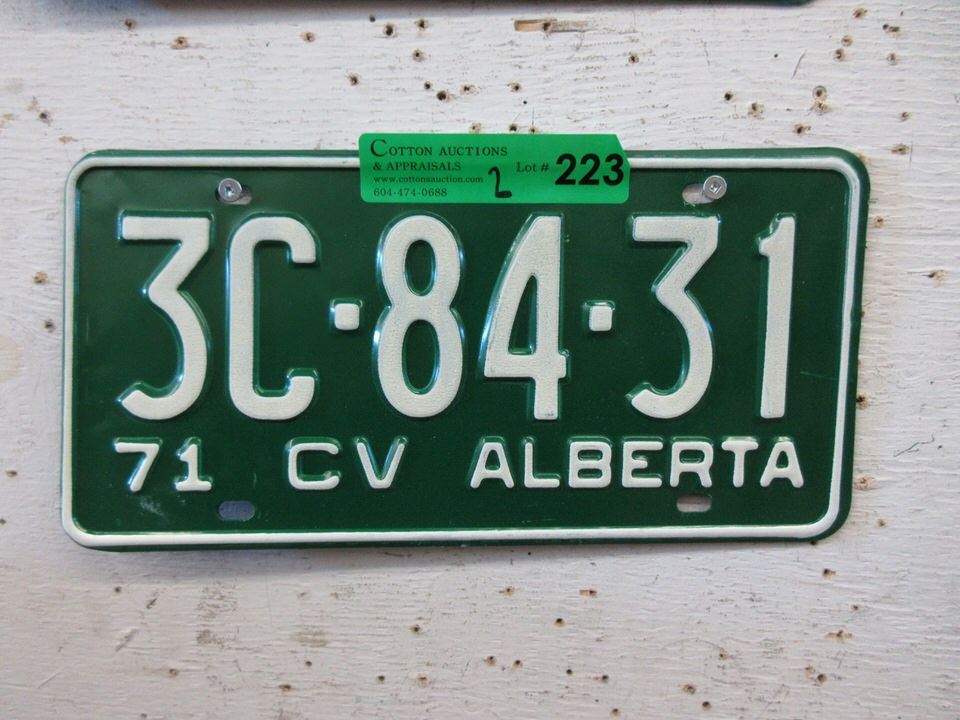 COTTON AUCTIONS
& APPRAISALS
www.cottonsauction.com
604-474-0688
2
Lot # 223
3C·84·31
71 CV ALBERTA